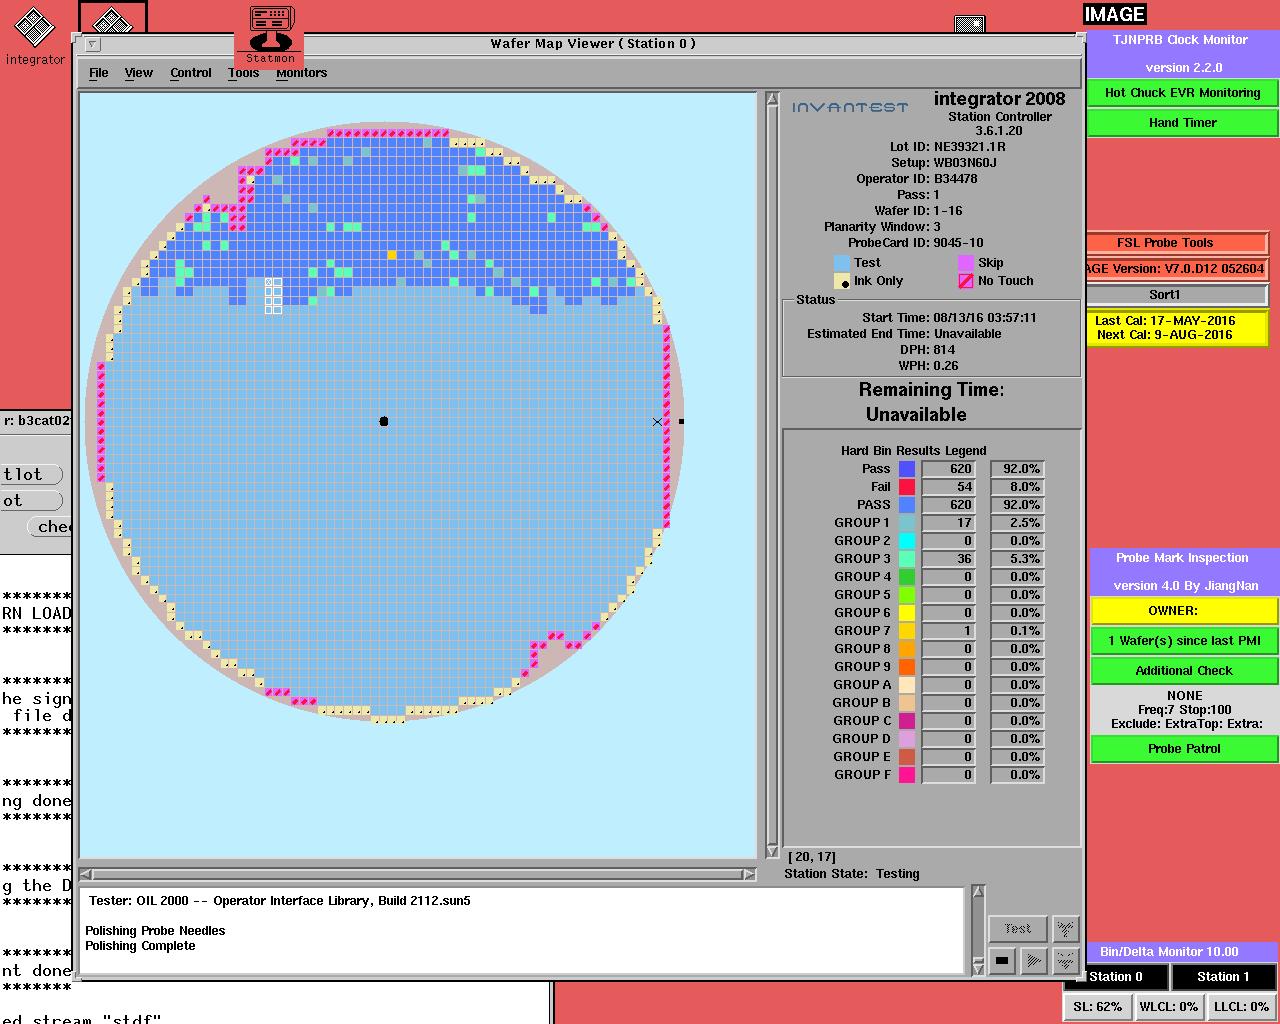 integrator
Statmon
IMAGE
Wafer Map Viewer ( Station 0 )
File View Control Tools Monitors
INVANTEST
integrator 2008
Station Controller
3.6.1.20
Lot ID: NE39321.1R
Setup: WB03N60J
Operator ID: B34478
Pass: 1
Wafer ID: 1-16
Planarity Window: 3
ProbeCard ID: 9045-10
Test Skip
Ink Only No Touch
Status
Start Time: 08/13/16 03:57:11
Estimated End Time: Unavailable
DPH: 814
WPH: 0.26
Remaining Time:
Unavailable
Hard Bin Results Legend
Pass 620 92.0%
Fail 54 8.0%
PASS 620 92.0%
GROUP 1 17 2.5%
GROUP 2 0 0.0%
GROUP 3 36 5.3%
GROUP 4 0 0.0%
GROUP 5 0 0.0%
GROUP 6 0 0.0%
GROUP 7 1 0.1%
GROUP 8 0 0.0%
GROUP 9 0 0.0%
GROUP A 0 0.0%
GROUP B 0 0.0%
GROUP C 0 0.0%
GROUP D 0 0.0%
GROUP E 0 0.0%
GROUP F 0 0.0%
[ 20, 17]
Station State: Testing
Test
Tester: OIL 2000 -- Operator Interface Library, Build 2112.sun5
Polishing Probe Needles
Polishing Complete
TJNPRB Clock Monitor
version 2.2.0
Hot Chuck EVR Monitoring
Hand Timer
FSL Probe Tools
AGE Version: V7.0.D12 052604
Sort1
Last Cal: 17-MAY-2016
Next Cal: 9-AUG-2016
Probe Mark Inspection
version 4.0 By JiangNan
OWNER:
1 Wafer(s) since last PMI
Additional Check
NONE
Freq:7 Stop:100
Exclude: ExtraTop: Extra:
Probe Patrol
Bin/Delta Monitor 10.00
Station 0 Station 1
SL: 62% WLCL: 0% LLCL: 0%
r: b3cat02
tlot
ot
che
*******
RN LOAD
*******
*******
he sign
file d
*******
*******
ng done
*******
*******
g the D
*******
*******
nt done
*******
ed stream "stdf"